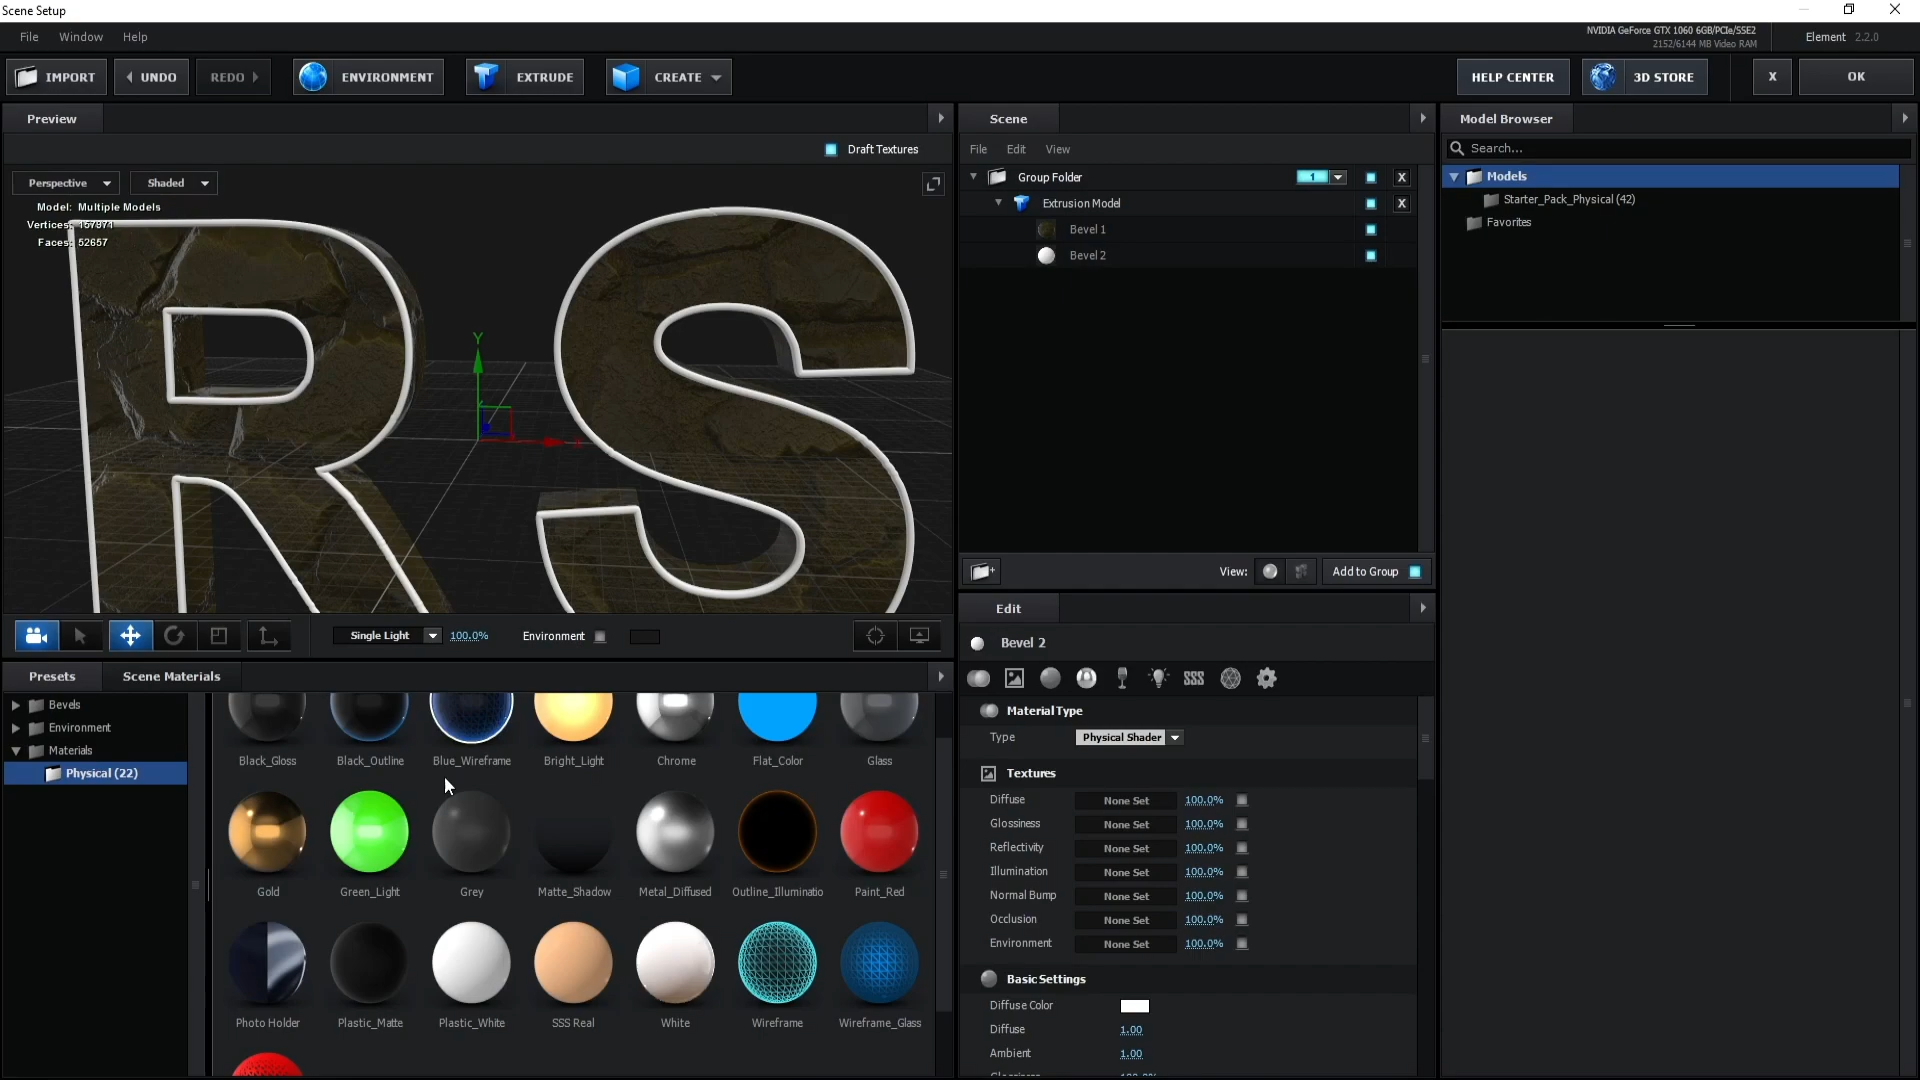 Scene Setup
File Window Help
NVIDIA GeForce GTX 1060 6GB/PCIe/SSE2
2152/6144 MB Video RAM
Element 2.2.0
IMPORT UNDO REDO ENVIRONMENT EXTRUDE CREATE HELP CENTER 3D STORE X OK
Preview
Draft Textures
Perspective Shaded
Model: Multiple Models
Vertices: 157971
Faces: 52657
Y
X
Single Light 100.0% Environment
Scene
File Edit View
Group Folder 1 X
Extrusion Model X
Bevel 1
Bevel 2
View: Add to Group
Model Browser
Search...
Models
Starter_Pack_Physical (42)
Favorites
Presets Scene Materials
Bevels
Environment
Materials
Physical (22)
Black_Gloss Black_Outline Blue_Wireframe Bright_Light Chrome Flat_Color Glass
Gold Green_Light Grey Matte_Shadow Metal_Diffused Outline_Illuminatio Paint_Red
Photo Holder Plastic_Matte Plastic_White SSS Real White Wireframe Wireframe_Glass
Edit
Bevel 2
SSS
Material Type
Type Physical Shader
Textures
Diffuse None Set 100.0%
Glossiness None Set 100.0%
Reflectivity None Set 100.0%
Illumination None Set 100.0%
Normal Bump None Set 100.0%
Occlusion None Set 100.0%
Environment None Set 100.0%
Basic Settings
Diffuse Color
Diffuse 1.00
Ambient 1.00